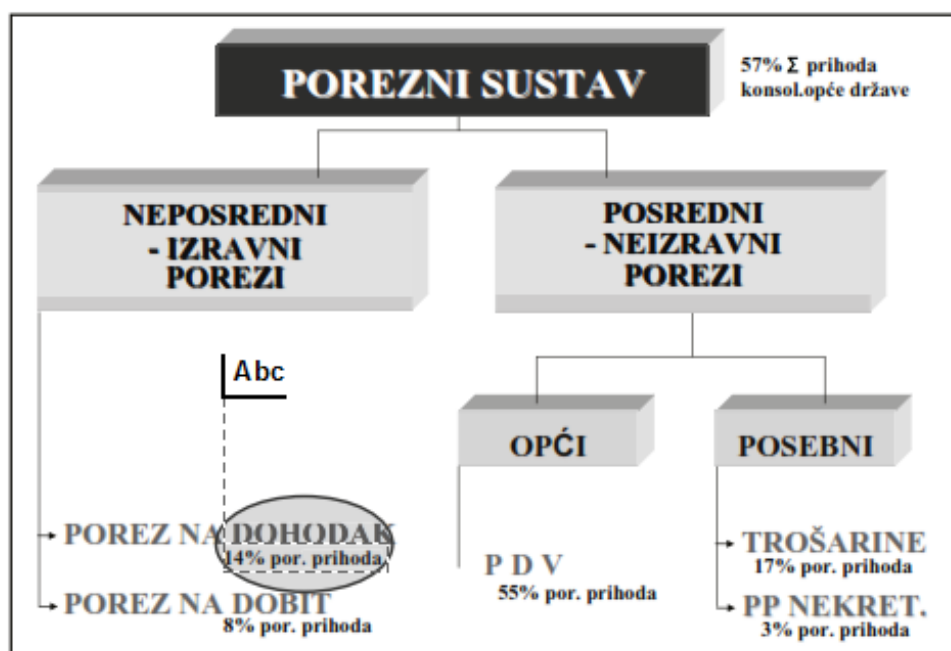 POREZNI SUSTAV
57% Σ prihoda
konsol.opće države
NEPOSREDNI
- IZRAVNI
POREZI
POSREDNI
- NEIZRAVNI
POREZI
Abc
OPĆI
POSEBNI
POREZ NA DOHODAK
14% por. prihoda
POREZ NA DOBIT
8% por. prihoda
P D V
55% por. prihoda
TROŠARINE
17% por. prihoda
PP NEKRET.
3% por. prihoda